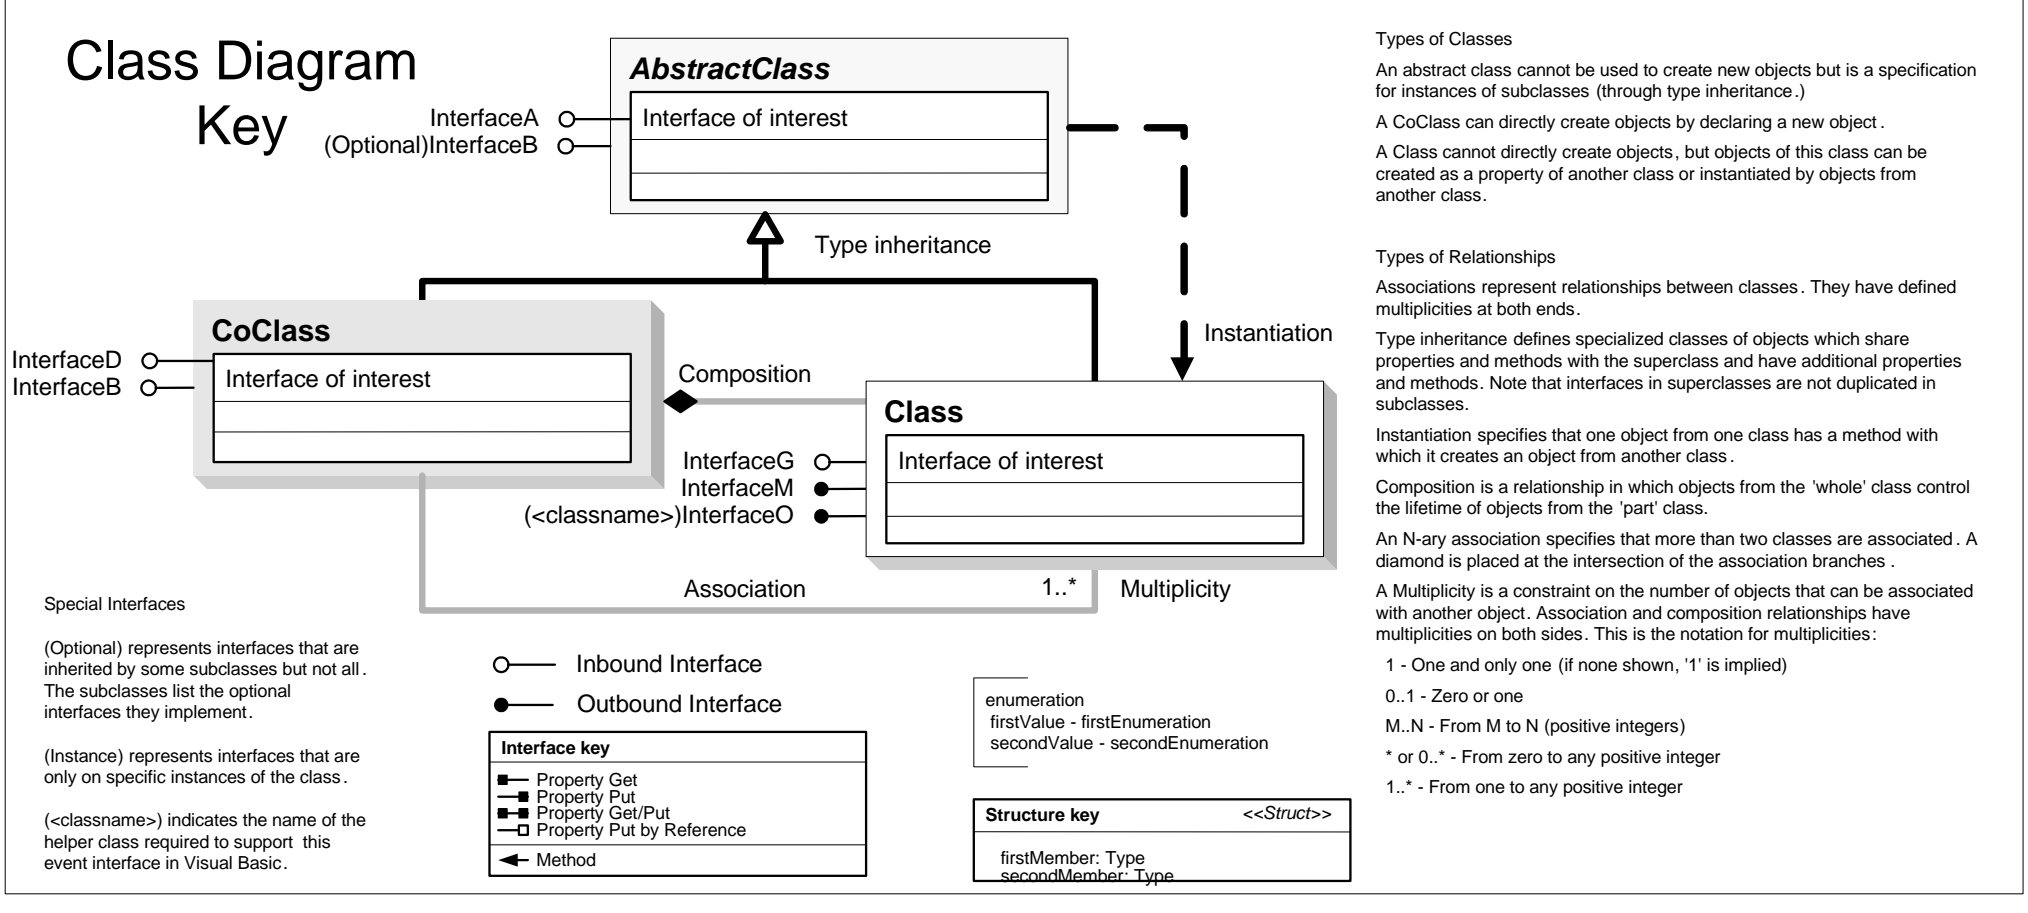 Class Diagram
Key
AbstractClass
Interface of interest
InterfaceA
(Optional)InterfaceB
Type inheritance
CoClass
Interface of interest
InterfaceD
InterfaceB
Composition
Instantiation
Class
Interface of interest
InterfaceG
InterfaceM
(<classname>)InterfaceO
Association
1..*
Multiplicity
Special Interfaces
(Optional) represents interfaces that are
inherited by some subclasses but not all.
The subclasses list the optional
interfaces they implement.
(Instance) represents interfaces that are
only on specific instances of the class.
(<classname>) indicates the name of the
helper class required to support this
event interface in Visual Basic.
Inbound Interface
Outbound Interface
Interface key
Property Get
Property Put
Property Get/Put
Property Put by Reference
Method
enumeration
firstValue - firstEnumeration
secondValue - secondEnumeration
Structure key <<Struct>>
firstMember: Type
secondMember: Type
Types of Classes
An abstract class cannot be used to create new objects but is a specification
for instances of subclasses (through type inheritance.)
A CoClass can directly create objects by declaring a new object.
A Class cannot directly create objects, but objects of this class can be
created as a property of another class or instantiated by objects from
another class.
Types of Relationships
Associations represent relationships between classes. They have defined
multiplicities at both ends.
Type inheritance defines specialized classes of objects which share
properties and methods with the superclass and have additional properties
and methods. Note that interfaces in superclasses are not duplicated in
subclasses.
Instantiation specifies that one object from one class has a method with
which it creates an object from another class.
Composition is a relationship in which objects from the 'whole' class control
the lifetime of objects from the 'part' class.
An N-ary association specifies that more than two classes are associated. A
diamond is placed at the intersection of the association branches.
A Multiplicity is a constraint on the number of objects that can be associated
with another object. Association and composition relationships have
multiplicities on both sides. This is the notation for multiplicities:
1 - One and only one (if none shown, '1' is implied)
0..1 - Zero or one
M..N - From M to N (positive integers)
* or 0..* - From zero to any positive integer
1..* - From one to any positive integer